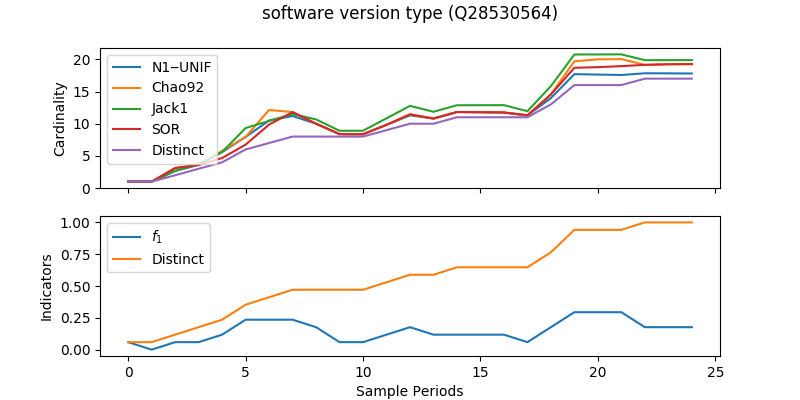 software version type (Q28530564)
Cardinality
20
15
10
5
0
N1−UNIF
Chao92
Jack1
SOR
Distinct
Indicators
1.00
0.75
0.50
0.25
0.00
f1
Distinct
0 5 10 15 20 25
Sample Periods